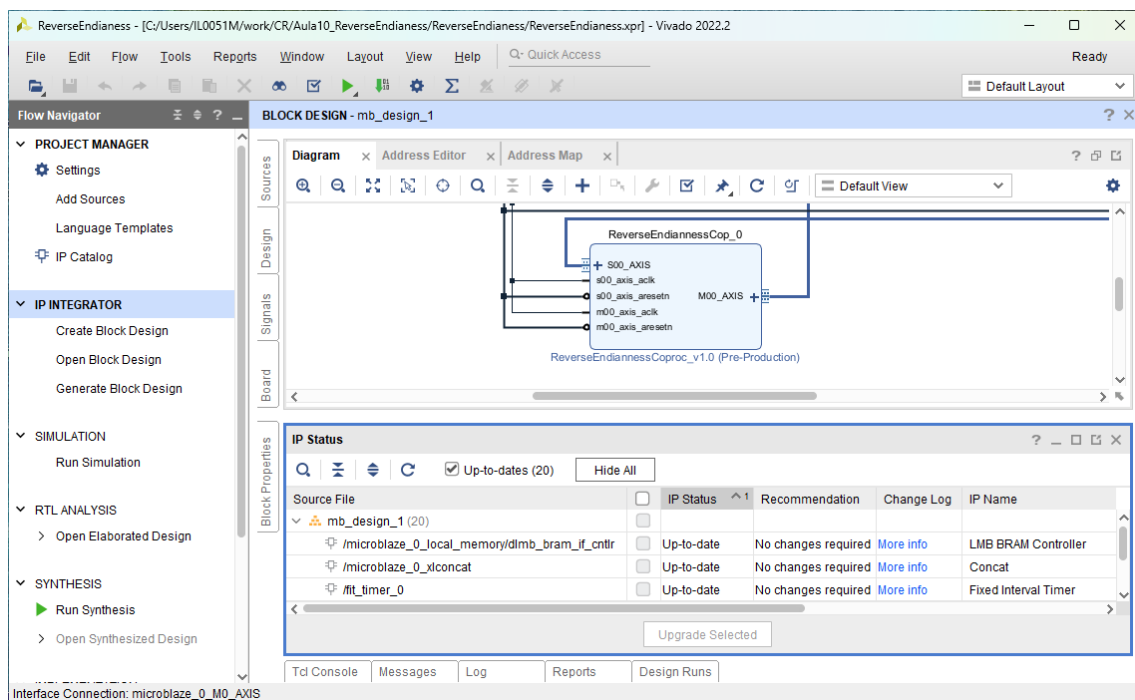 ReverseEndianess - [C:/Users/IL0051M/work/CR/Aula10_ReverseEndianess/ReverseEndianess/ReverseEndianess.xpr] - Vivado 2022.2
File Edit Flow Tools Reports Window Layout View Help Q- Quick Access Ready
Default Layout
Flow Navigator
PROJECT MANAGER
Settings
Add Sources
Language Templates
IP Catalog
IP INTEGRATOR
Create Block Design
Open Block Design
Generate Block Design
SIMULATION
Run Simulation
RTL ANALYSIS
Open Elaborated Design
SYNTHESIS
Run Synthesis
Open Synthesized Design
BLOCK DESIGN - mb_design_1
Sources
Design
Signals
Board
Diagram Address Editor Address Map
Default View
ReverseEndiannessCop_0
S00_AXIS
s00_axis_aclk
s00_axis_aresetn M00_AXIS
m00_axis_aclk
m00_axis_aresetn
ReverseEndiannessCoproc_v1.0 (Pre-Production)
Block Properties
IP Status
Up-to-dates (20) Hide All
Source File IP Status 1 Recommendation Change Log IP Name
mb_design_1 (20)
/microblaze_0_local_memory/dlmb_bram_if_cntlr Up-to-date No changes required More info LMB BRAM Controller
/microblaze_0_xlconcat Up-to-date No changes required More info Concat
/fit_timer_0 Up-to-date No changes required More info Fixed Interval Timer
Upgrade Selected
Tcl Console Messages Log Reports Design Runs
Interface Connection: microblaze_0_M0_AXIS